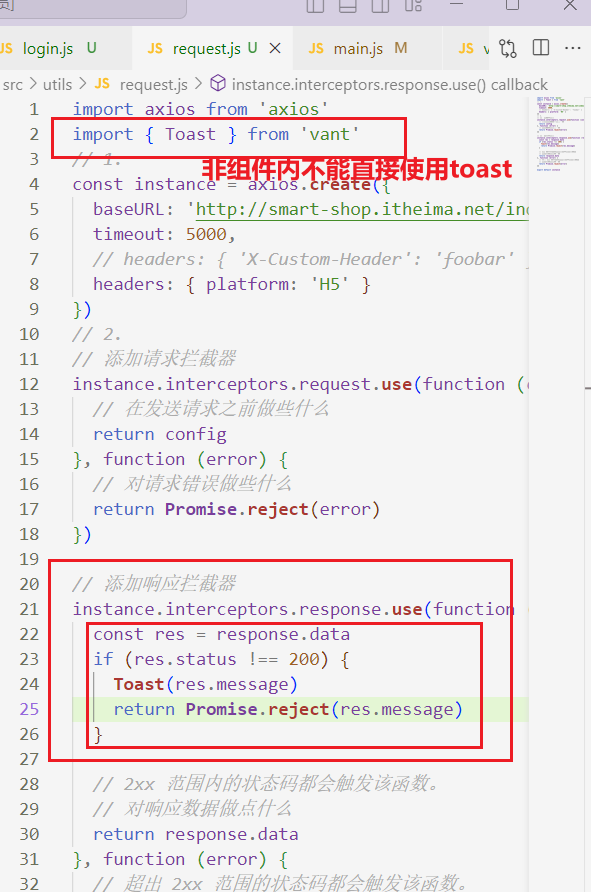 员]
JS login.js U
JS request.js U
JS main.js M
JS
src > utils > JS request.js > instance.interceptors.response.use() callback
1 import axios from 'axios'
2 import { Toast } from 'vant'
3 // 1.
非组件内不能直接使用toast
4 const instance = axios.create({
5 baseURL: 'http://smart-shop.itheima.net/in
6 timeout: 5000,
7 // headers: { 'X-Custom-Header': 'foobar' }
8 headers: { platform: 'H5' }
9 })
10 // 2.
11 // 添加请求拦截器
12 instance.interceptors.request.use(function (
13 // 在发送请求之前做些什么
14 return config
15 }, function (error) {
16 // 对请求错误做些什么
17 return Promise.reject(error)
18 })
19
20 // 添加响应拦截器
21 instance.interceptors.response.use(function
22 const res = response.data
23 if (res.status !== 200) {
24 Toast(res.message)
25 return Promise.reject(res.message)
26 }
27
28 // 2xx 范围内的状态码都会触发该函数。
29 // 对响应数据做点什么
30 return response.data
31 }, function (error) {
32 // 超出 2xx 范围的状态码都会触发该函数。